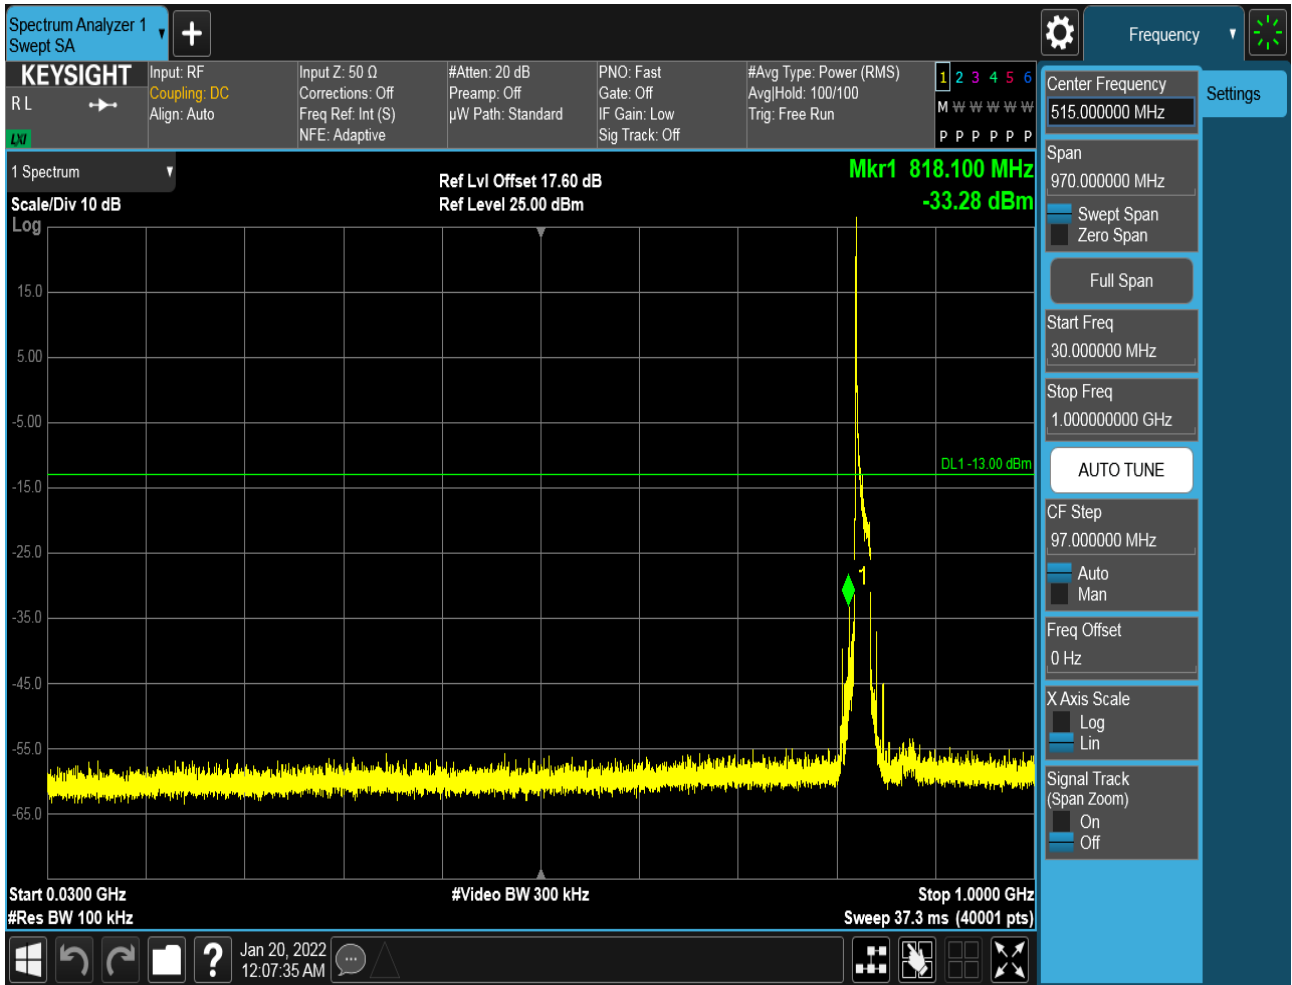 Spectrum Analyzer 1
Swept SA
Frequency
KEYSIGHT
R L
LXI
Input: RF
Coupling: DC
Align: Auto
Input Z: 50 Ω
Corrections: Off
Freq Ref: Int (S)
NFE: Adaptive
#Atten: 20 dB
Preamp: Off
µW Path: Standard
PNO: Fast
Gate: Off
IF Gain: Low
Sig Track: Off
#Avg Type: Power (RMS)
Avg|Hold: 100/100
Trig: Free Run
1 2 3 4 5 6
M W W W W W
P P P P P P
1 Spectrum
Scale/Div 10 dB
Log
Ref Lvl Offset 17.60 dB
Ref Level 25.00 dBm
Mkr1 818.100 MHz
-33.28 dBm
15.0
5.00
-5.00
-15.0
-25.0
-35.0
-45.0
-55.0
-65.0
DL1 -13.00 dBm
1
Start 0.0300 GHz
#Res BW 100 kHz
#Video BW 300 kHz
Stop 1.0000 GHz
Sweep 37.3 ms (40001 pts)
Jan 20, 2022
12:07:35 AM
Center Frequency
515.000000 MHz
Settings
Span
970.000000 MHz
Swept Span
Zero Span
Full Span
Start Freq
30.000000 MHz
Stop Freq
1.000000000 GHz
AUTO TUNE
CF Step
97.000000 MHz
Auto
Man
Freq Offset
0 Hz
X Axis Scale
Log
Lin
Signal Track
(Span Zoom)
On
Off